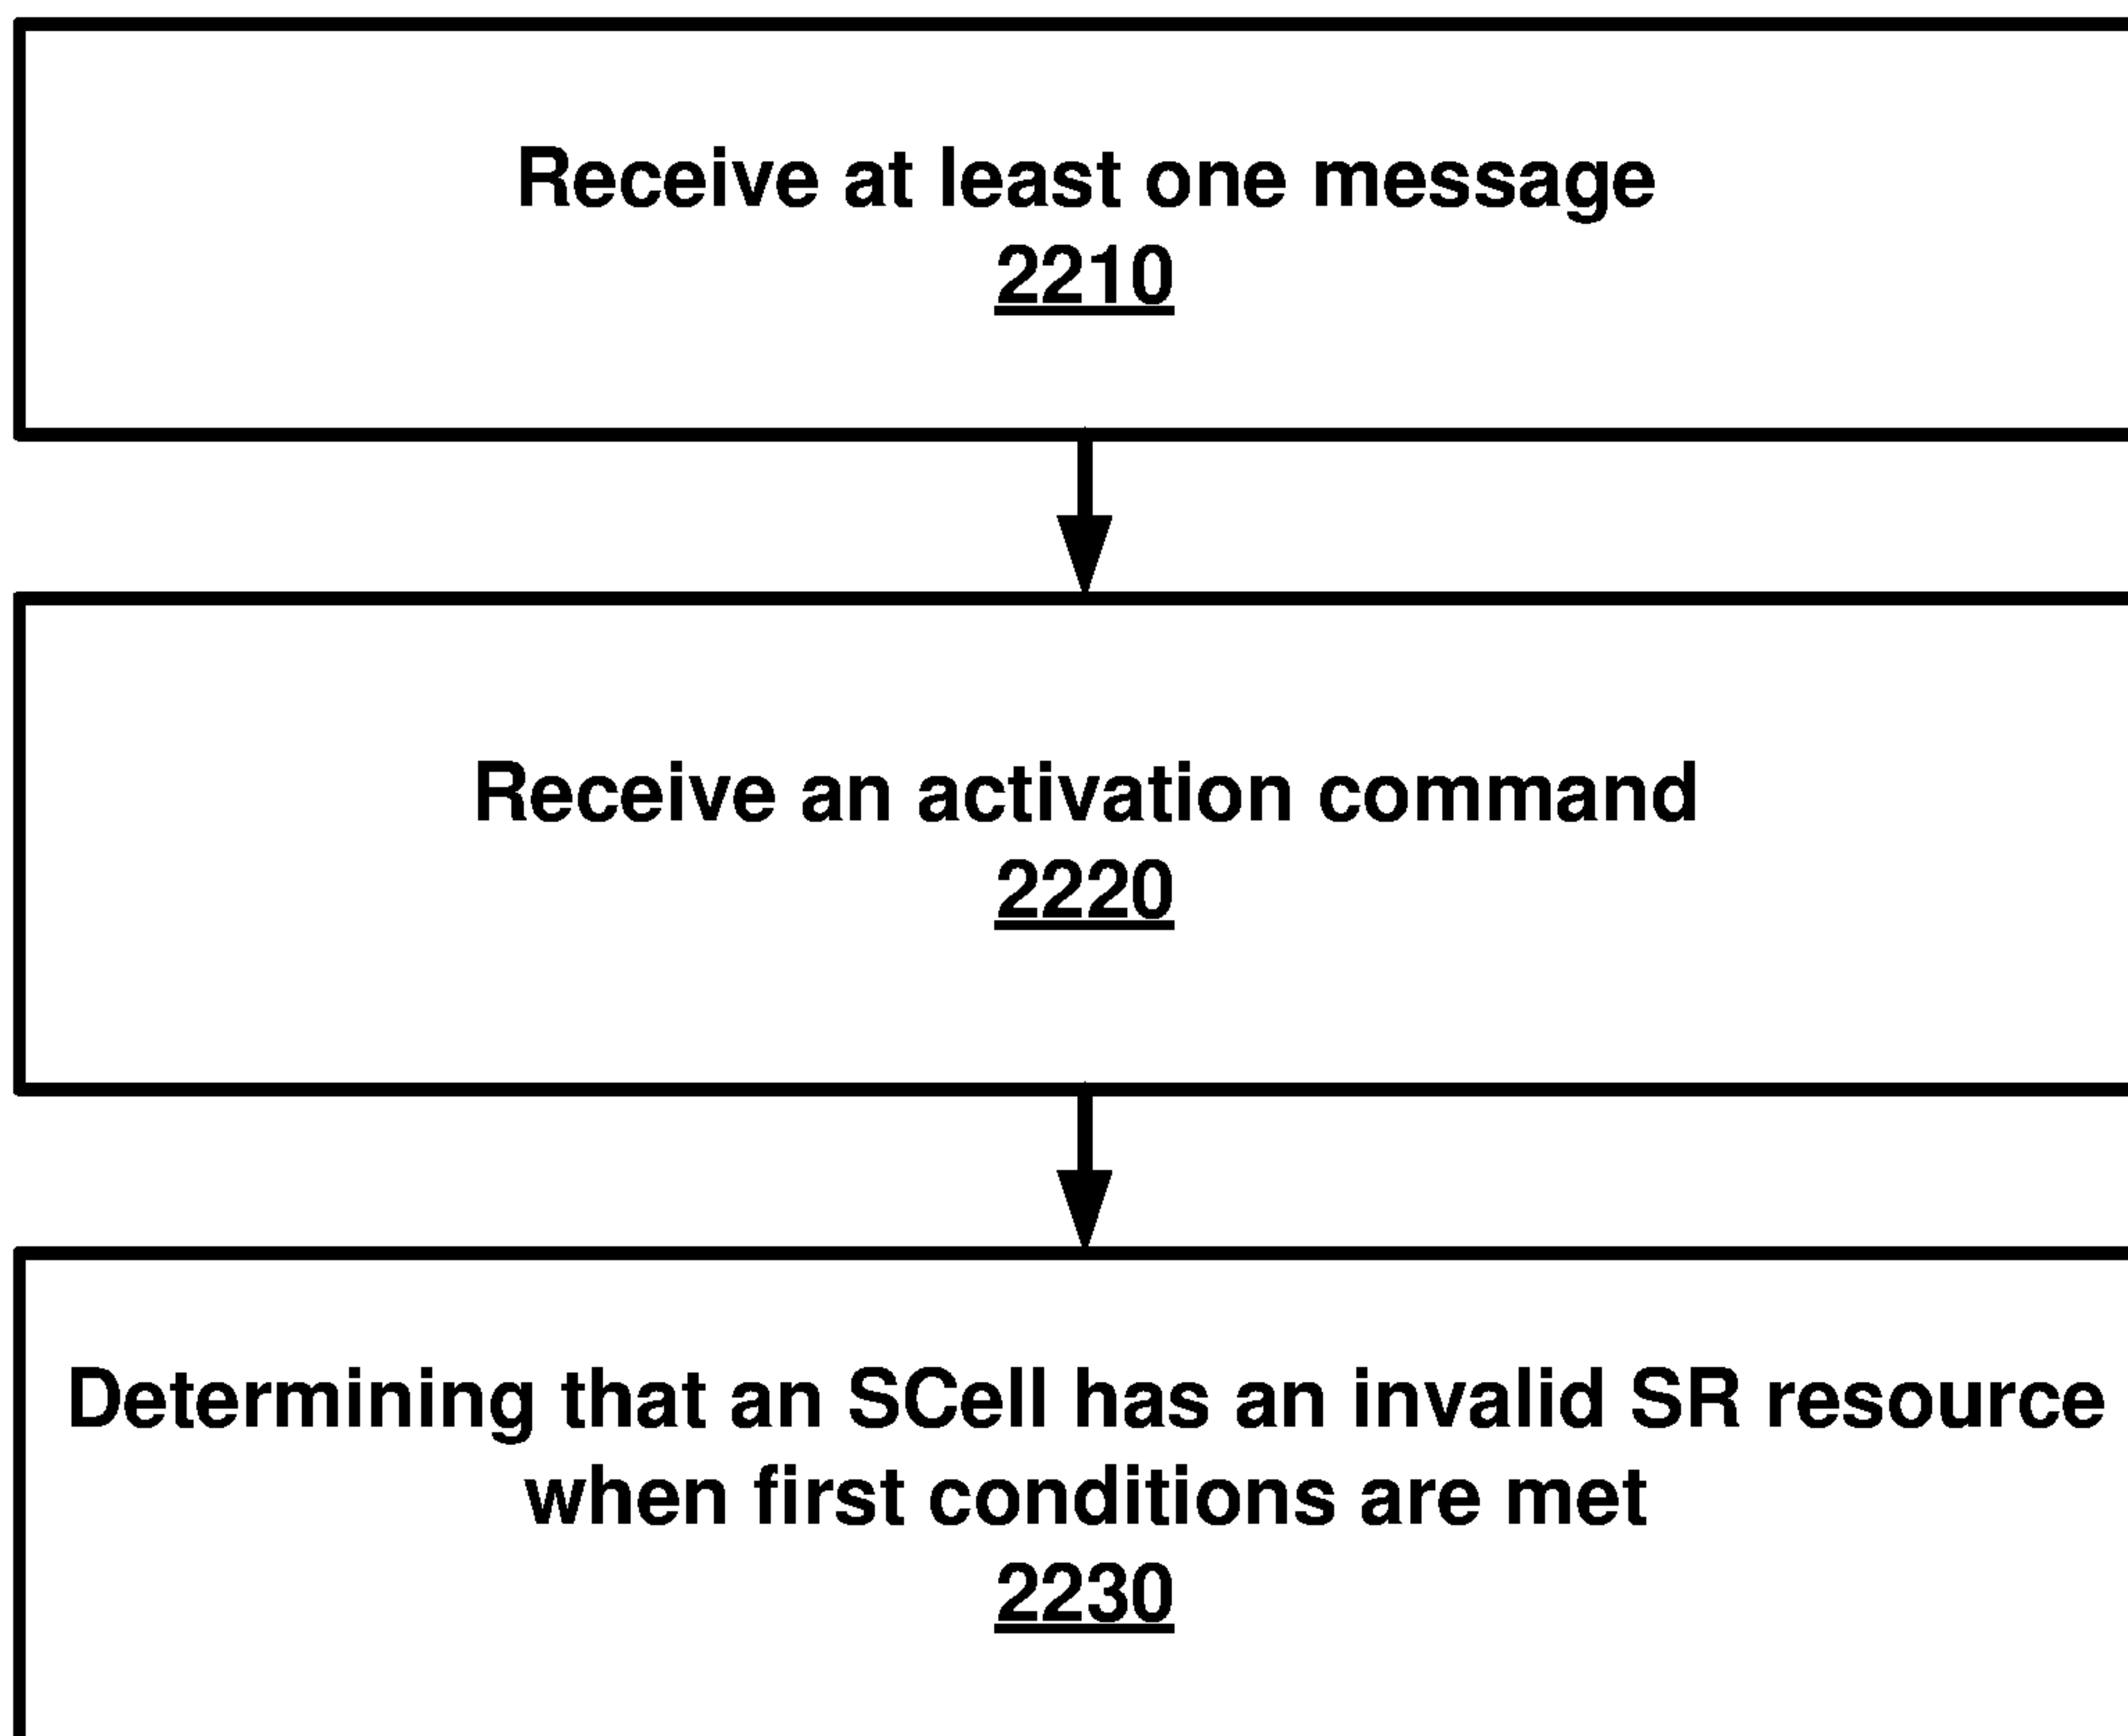 Receive at least one message
2210
Receive an activation command
2220
Determining that an SCell has an invalid SR resource
when first conditions are met
2230